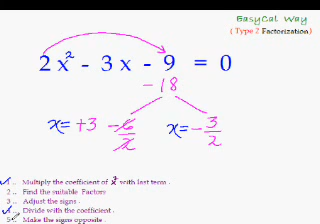 EasyCal Way
( Type 2 Factorization)
2x² - 3x - 9 = 0
-18
x= +3 -6/2 x= -3/2
1... Multiply the coefficient of x² with last term.
2... Find the suitable Factors
3... Adjust the signs.
4... Divide with the coefficient.
5... Make the signs opposite.